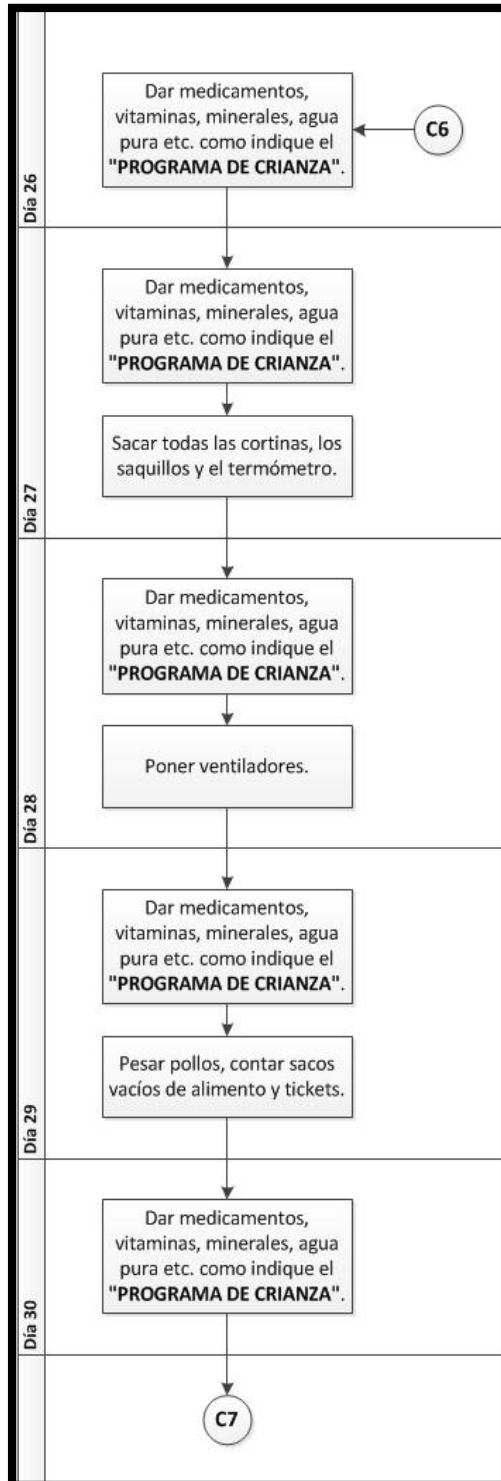 Día 26
Dar medicamentos,
vitaminas, minerales, agua
pura etc. como indique el
"PROGRAMA DE CRIANZA".
C6
Día 27
Dar medicamentos,
vitaminas, minerales, agua
pura etc. como indique el
"PROGRAMA DE CRIANZA".
Sacar todas las cortinas, los
saquillos y el termómetro.
Día 28
Dar medicamentos,
vitaminas, minerales, agua
pura etc. como indique el
"PROGRAMA DE CRIANZA".
Poner ventiladores.
Día 29
Dar medicamentos,
vitaminas, minerales, agua
pura etc. como indique el
"PROGRAMA DE CRIANZA".
Pesar pollos, contar sacos
vacíos de alimento y tickets.
Día 30
Dar medicamentos,
vitaminas, minerales, agua
pura etc. como indique el
"PROGRAMA DE CRIANZA".
C7